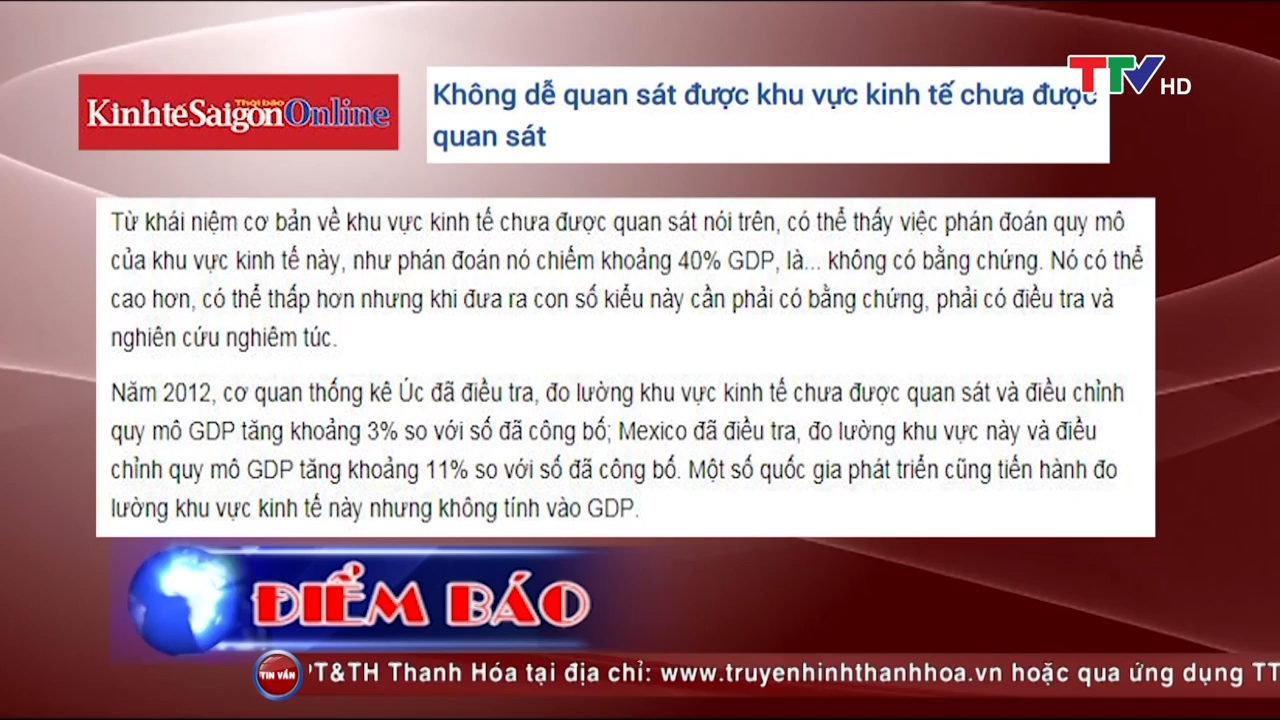 Thời báo
KinhtếSàigònOnline
Không dễ quan sát được khu vực kinh tế chưa được
quan sát
TTV HD
Từ khái niệm cơ bản về khu vực kinh tế chưa được quan sát nói trên, có thể thấy việc phán đoán quy mô
của khu vực kinh tế này, như phán đoán nó chiếm khoảng 40% GDP, là... không có bằng chứng. Nó có thể
cao hơn, có thể thấp hơn nhưng khi đưa ra con số kiểu này cần phải có bằng chứng, phải có điều tra và
nghiên cứu nghiêm túc.
Năm 2012, cơ quan thống kê Úc đã điều tra, đo lường khu vực kinh tế chưa được quan sát và điều chỉnh
quy mô GDP tăng khoảng 3% so với số đã công bố; Mexico đã điều tra, đo lường khu vực này và điều
chỉnh quy mô GDP tăng khoảng 11% so với số đã công bố. Một số quốc gia phát triển cũng tiến hành đo
lường khu vực kinh tế này nhưng không tính vào GDP.
ĐIỂM BÁO
TIN VẮN
PT&TH Thanh Hóa tại địa chỉ: www.truyenhinhthanhhoa.vn hoặc qua ứng dụng TT